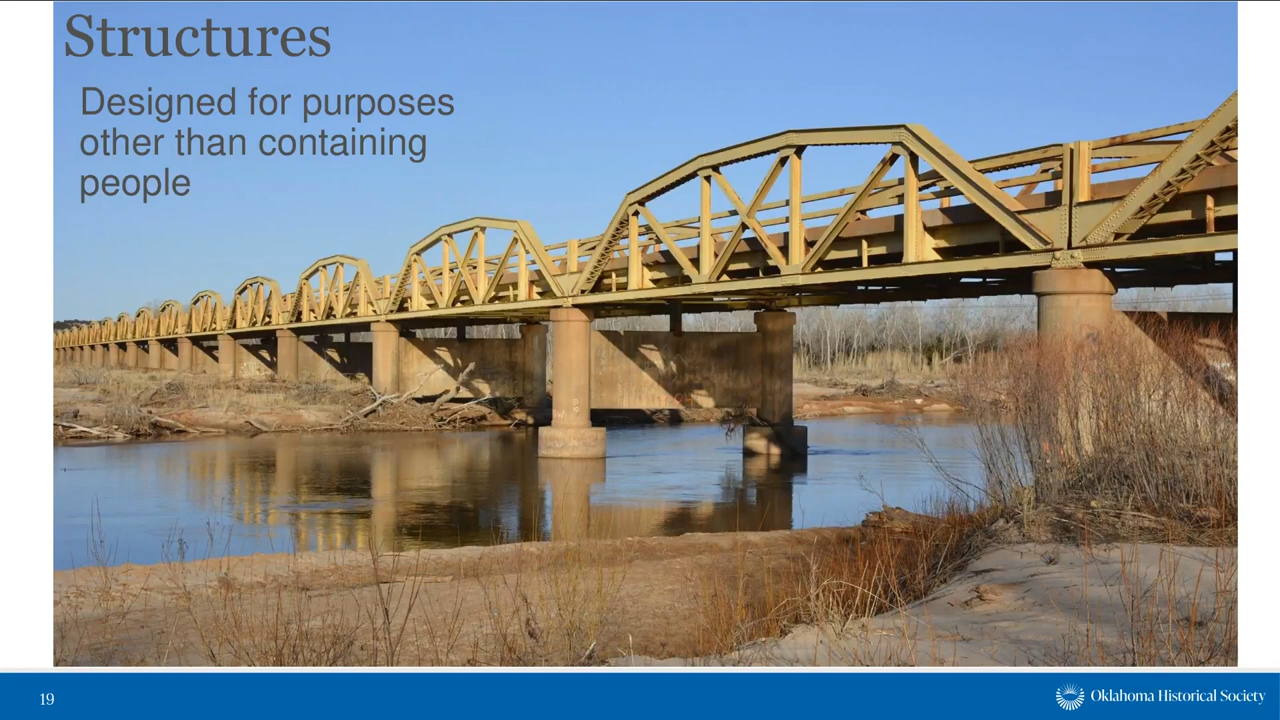 Structures
Designed for purposes
other than containing
people
19
Oklahoma Historical Society